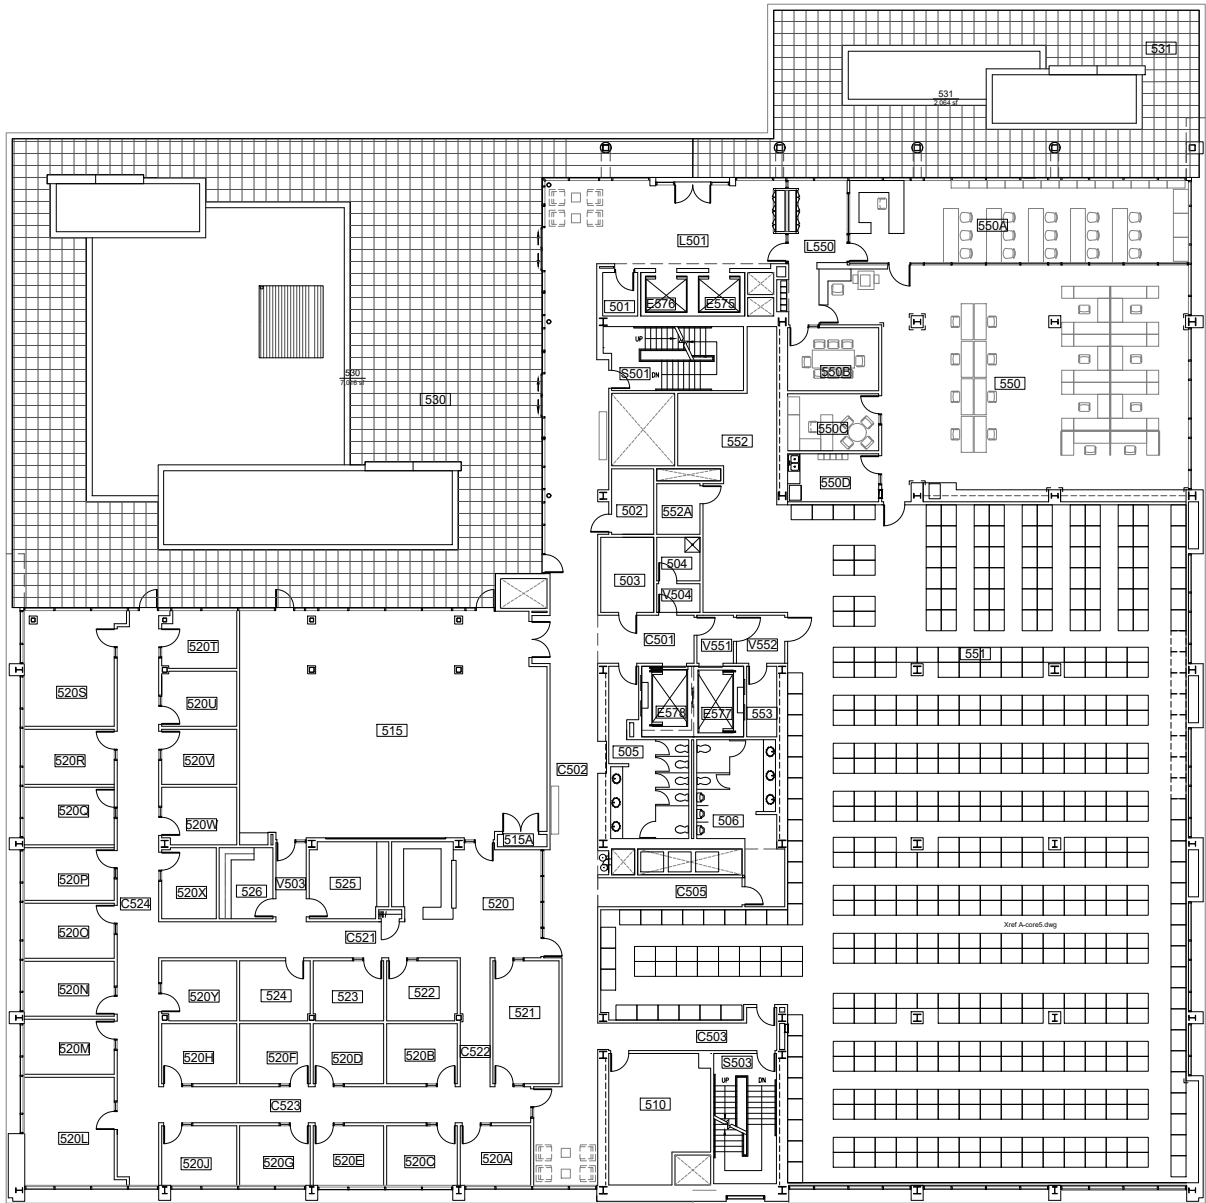 531
531
2,064 sf
550A
L501
L550
501
E576
E575
UP
S501
DN
550B
530
7,026 sf
530
550
550C
552
550D
502
552A
503
504
V504
C501
V551
V552
551
520T
520S
520U
E578
E577
553
515
520R
520V
505
C502
520Q
520W
506
515A
520P
520X
526
V503
525
C505
520
C524
520O
C521
Xref A-core5.dwg
520N
520Y
524
523
522
521
520M
520H
520F
520D
520B
C522
C503
S503
UP
DN
C523
510
520L
520J
520G
520E
520C
520A